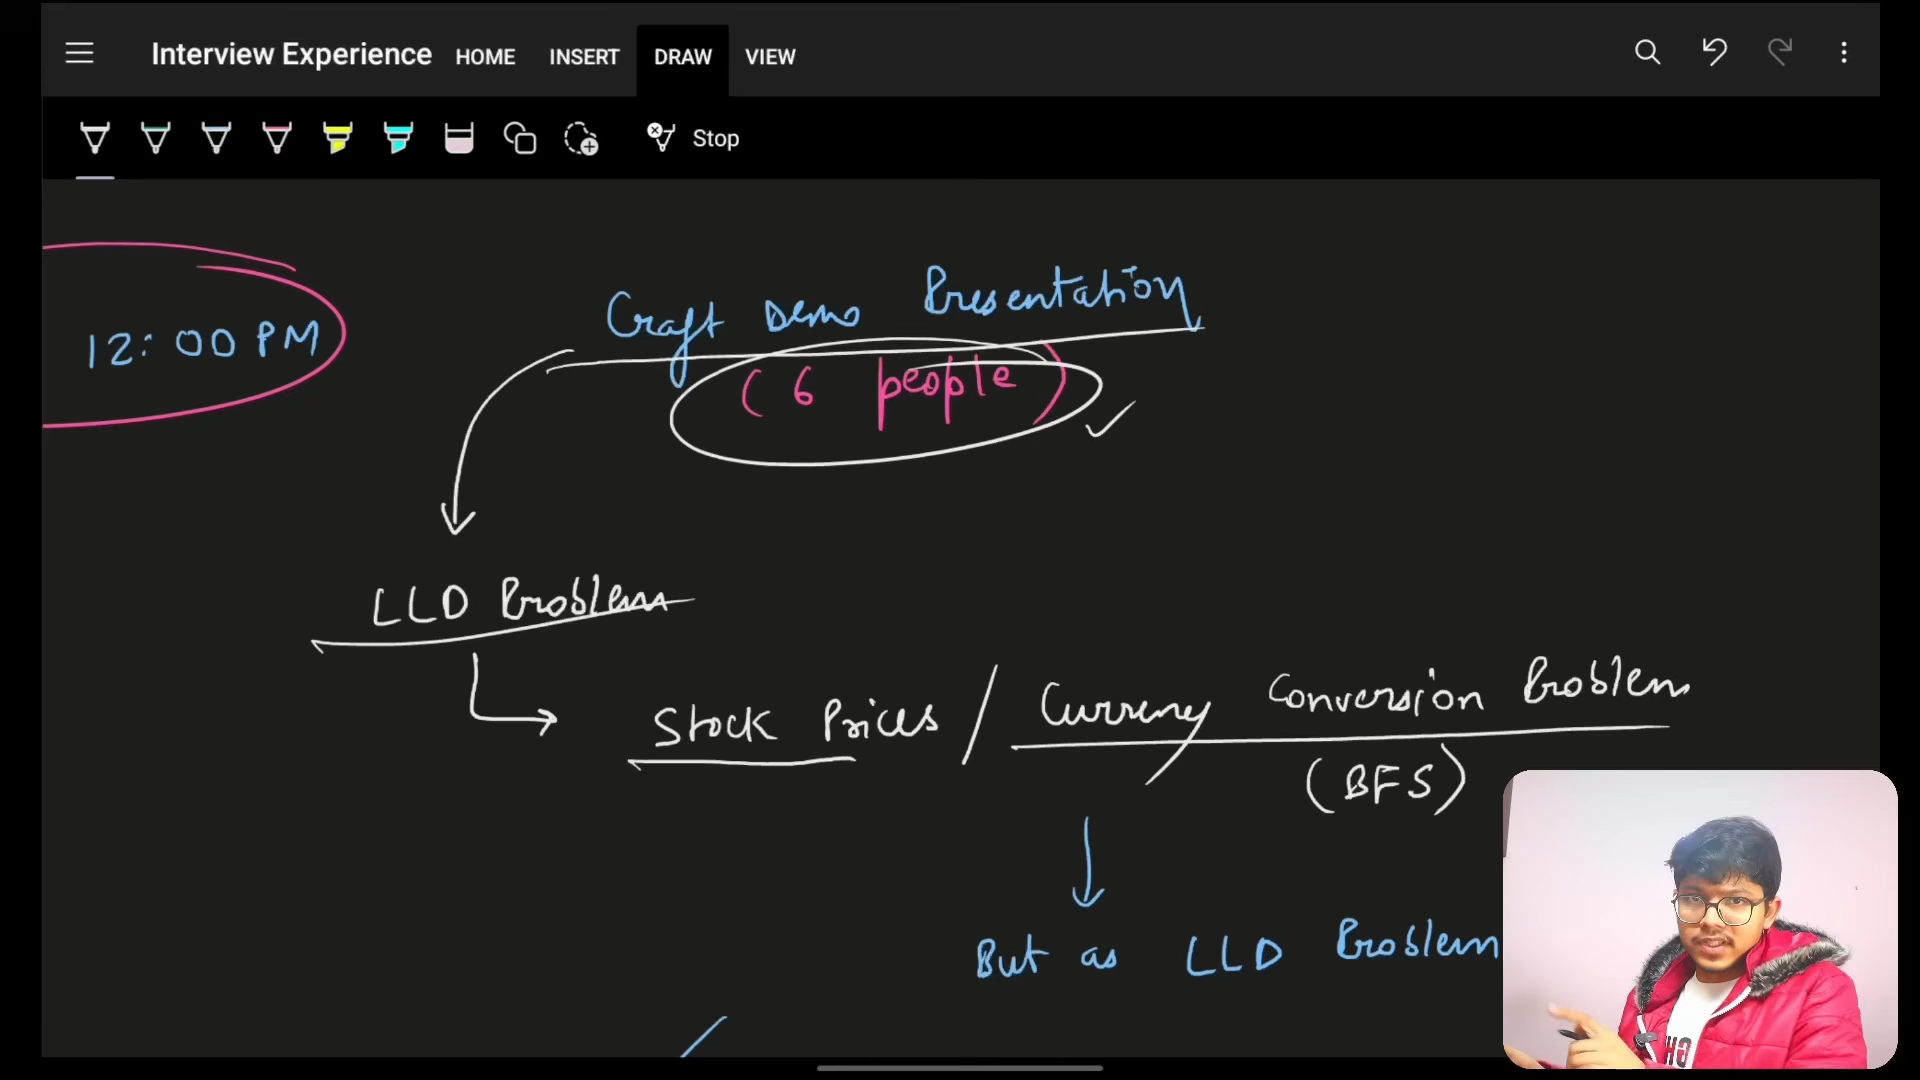 Interview Experience HOME INSERT DRAW VIEW
Stop
12:00 PM
Craft Demo Presentation
(6 people)
LLD Problem
Stock Prices / Currency Conversion Problem
(BFS)
But as LLD Problem